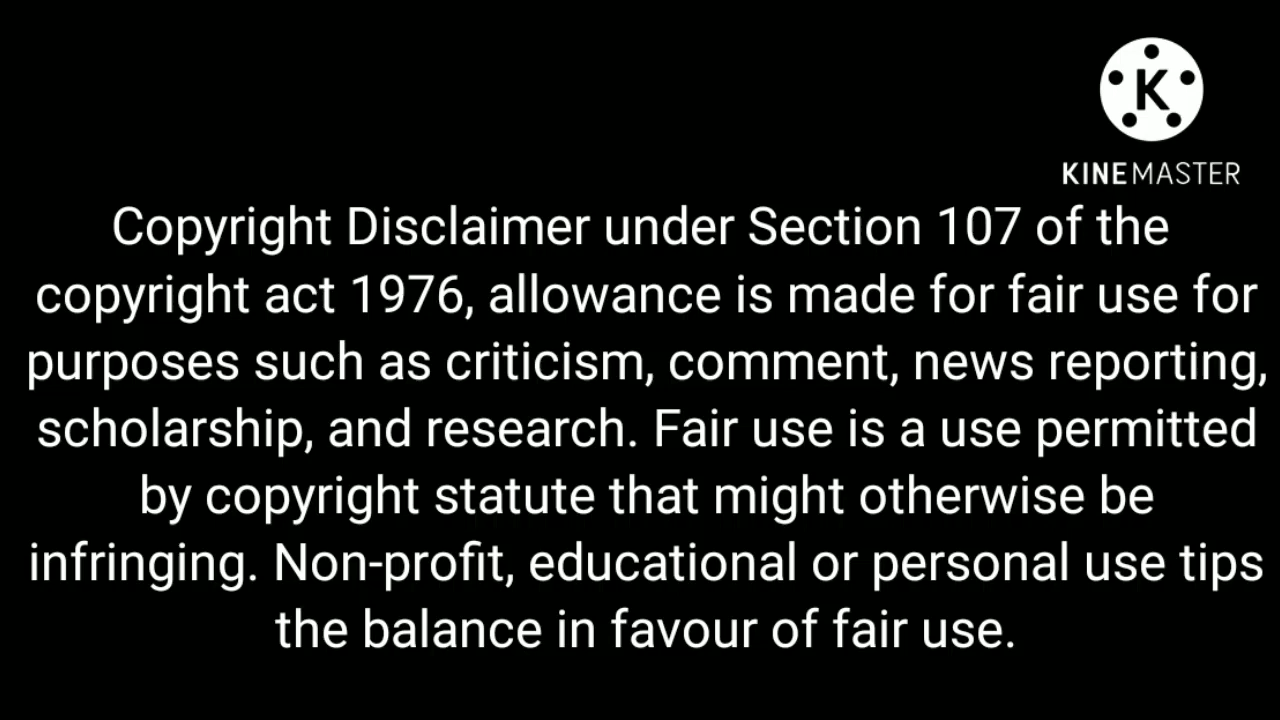 K
KINEMASTER
Copyright Disclaimer under Section 107 of the
copyright act 1976, allowance is made for fair use for
purposes such as criticism, comment, news reporting,
scholarship, and research. Fair use is a use permitted
by copyright statute that might otherwise be
infringing. Non-profit, educational or personal use tips
the balance in favour of fair use.